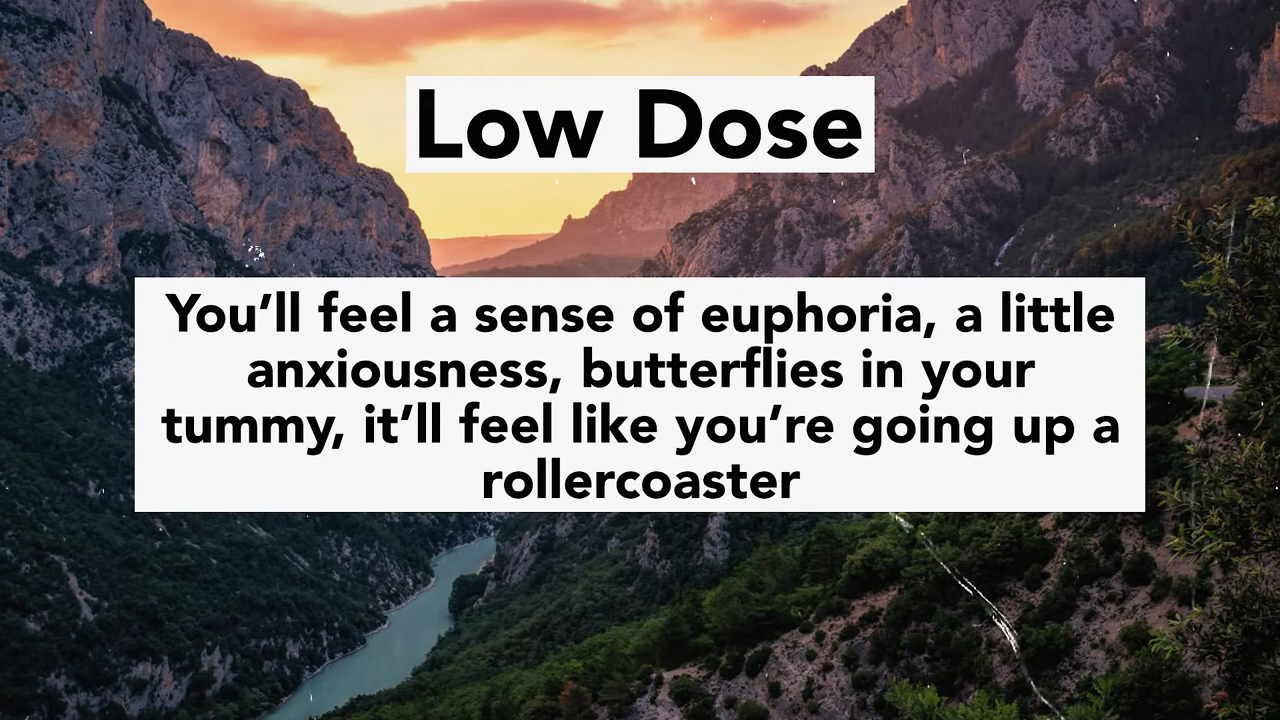 Low Dose
You’ll feel a sense of euphoria, a little
anxiousness, butterflies in your
tummy, it’ll feel like you’re going up a
rollercoaster